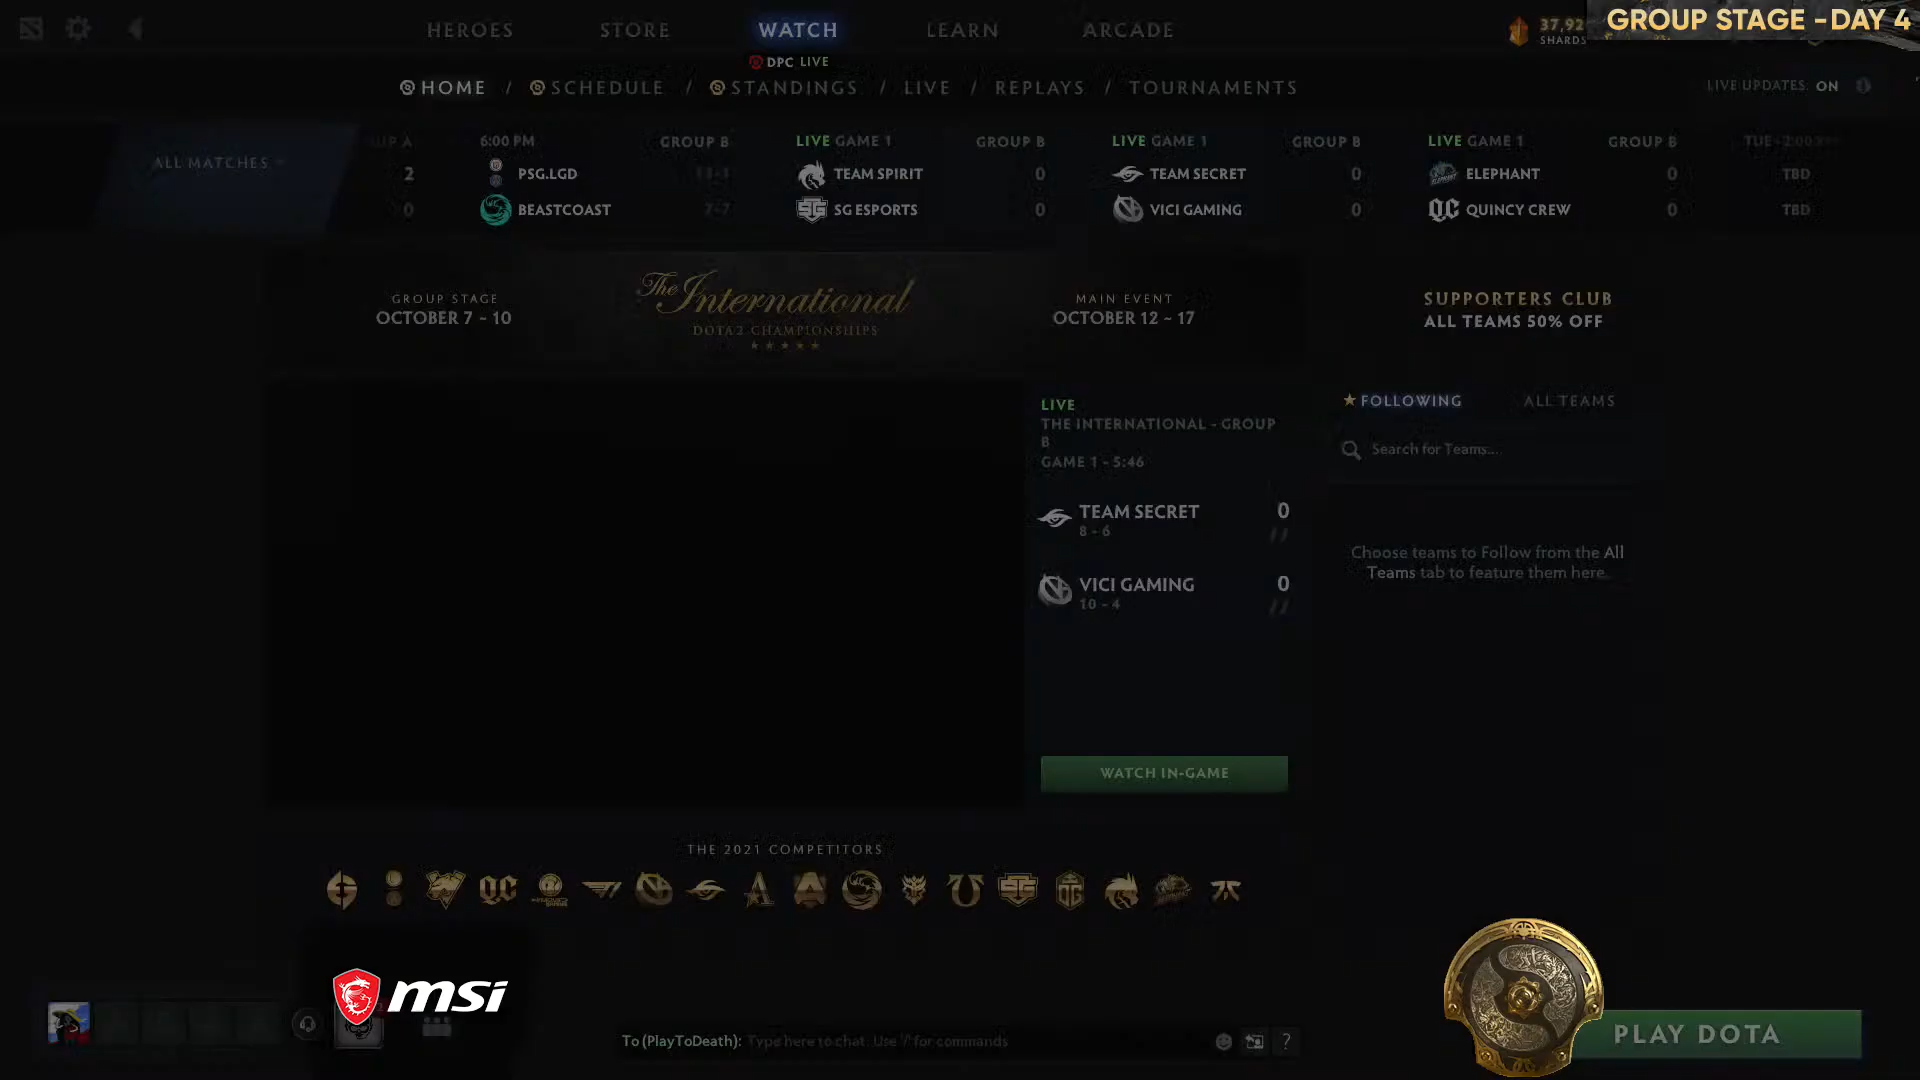 HEROES
STORE
WATCH
LEARN
ARCADE
37,92
SHARDS
GROUP STAGE -DAY 4
DPC LIVE
HOME / SCHEDULE / STANDINGS / LIVE / REPLAYS / TOURNAMENTS
LIVE UPDATES: ON
ALL MATCHES
UP A
2
0
6:00 PM
GROUP B
PSG.LGD
BEASTCOAST
7-7
LIVE GAME 1
GROUP B
TEAM SPIRIT 0
SG ESPORTS 0
LIVE GAME 1
GROUP B
TEAM SECRET 0
VICI GAMING 0
LIVE GAME 1
GROUP B
ELEPHANT 0
QUINCY CREW 0
TBD
TBD
GROUP STAGE
OCTOBER 7 ~ 10
The International
DOTA 2 CHAMPIONSHIPS
MAIN EVENT
OCTOBER 12 ~ 17
SUPPORTERS CLUB
ALL TEAMS 50% OFF
LIVE
THE INTERNATIONAL - GROUP
B
GAME 1 - 5:46
TEAM SECRET 0
8 - 6
VICI GAMING 0
10 - 4
WATCH IN-GAME
FOLLOWING
ALL TEAMS
Search for Teams...
Choose teams to Follow from the All
Teams tab to feature them here.
THE 2021 COMPETITORS
msi
To (PlayToDeath): Type here to chat. Use '/' for commands
?
PLAY DOTA